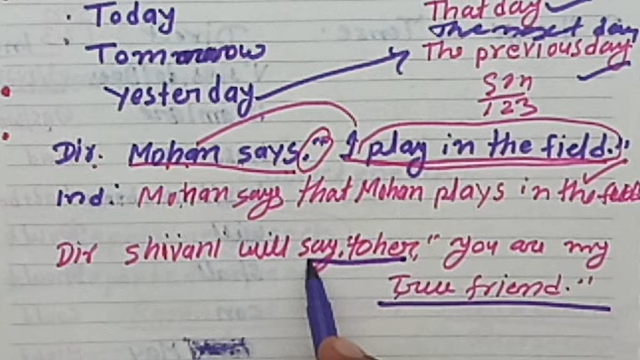 Today That day
The next day
Tomorrow
The previous day
yesterday
SON
123
Dir. Mohan says." I play in the field."
Ind: Mohan says that Mohan plays in the field
Dir Shivani will say to her, " you are my
True friend."